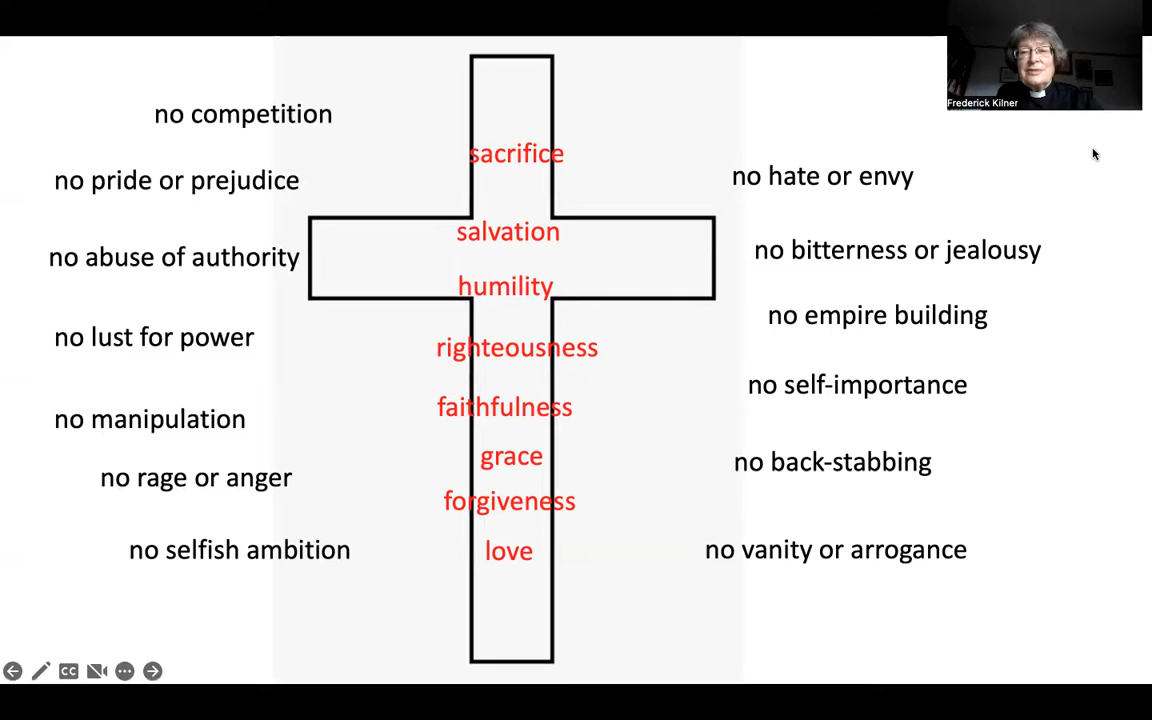 Frederick Kilner
no competition
sacrifice
no pride or prejudice
no hate or envy
salvation
no abuse of authority
no bitterness or jealousy
humility
no empire building
no lust for power
righteousness
no self-importance
faithfulness
no manipulation
grace
no back-stabbing
no rage or anger
forgiveness
no selfish ambition
love
no vanity or arrogance
CC